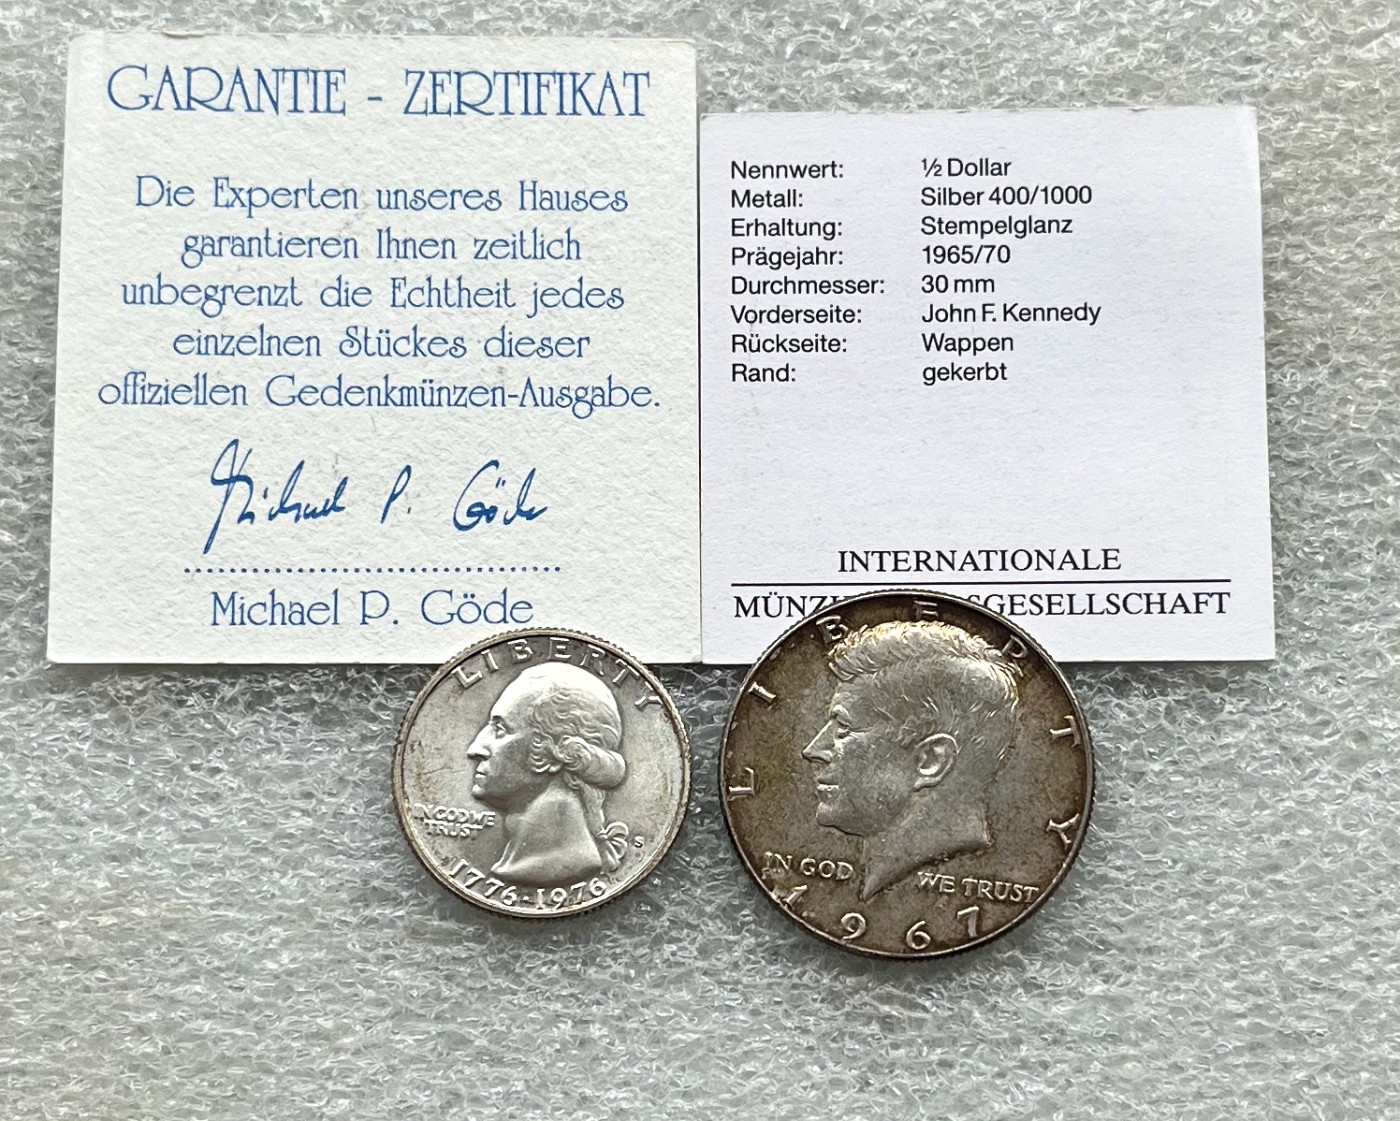 GARANTIE - ZERTIFIKAT
Die Experten unseres Hauses
garantieren Ihnen zeitlich
unbegrenzt die Echtheit jedes
einzelnen Stückes dieser
offiziellen Gedenkmünzen-Ausgabe.
Michael P. Göde
Michael P. Göde
Nennwert: ½ Dollar
Metall: Silber 400/1000
Erhaltung: Stempelglanz
Prägejahr: 1965/70
Durchmesser: 30 mm
Vorderseite: John F. Kennedy
Rückseite: Wappen
Rand: gekerbt
INTERNATIONALE
LIBERTY
IN GOD WE
TRUST
S
1776·1976
LIBERTY
IN GOD WE TRUST
1967